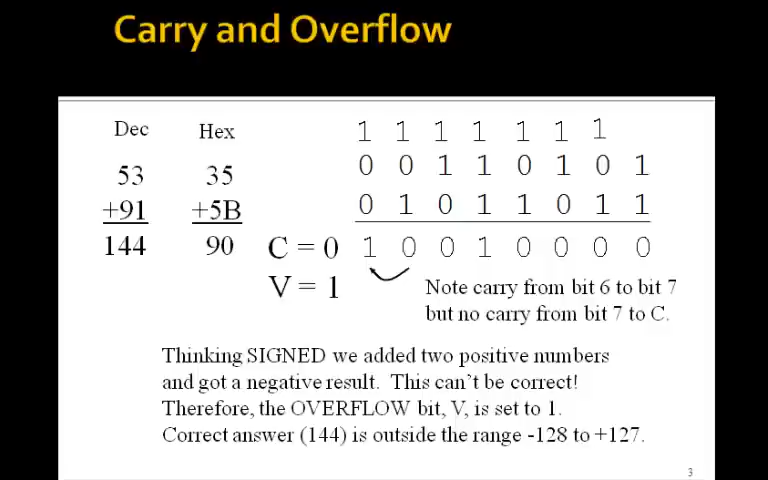 Carry and Overflow
Dec Hex 1 1 1 1 1 1 1
53 35 0 0 1 1 0 1 0 1
+91 +5B 0 1 0 1 1 0 1 1
144 90 C = 0 1 0 0 1 0 0 0 0
V = 1 Note carry from bit 6 to bit 7
but no carry from bit 7 to C.
Thinking SIGNED we added two positive numbers
and got a negative result. This can't be correct!
Therefore, the OVERFLOW bit, V, is set to 1.
Correct answer (144) is outside the range -128 to +127.
3